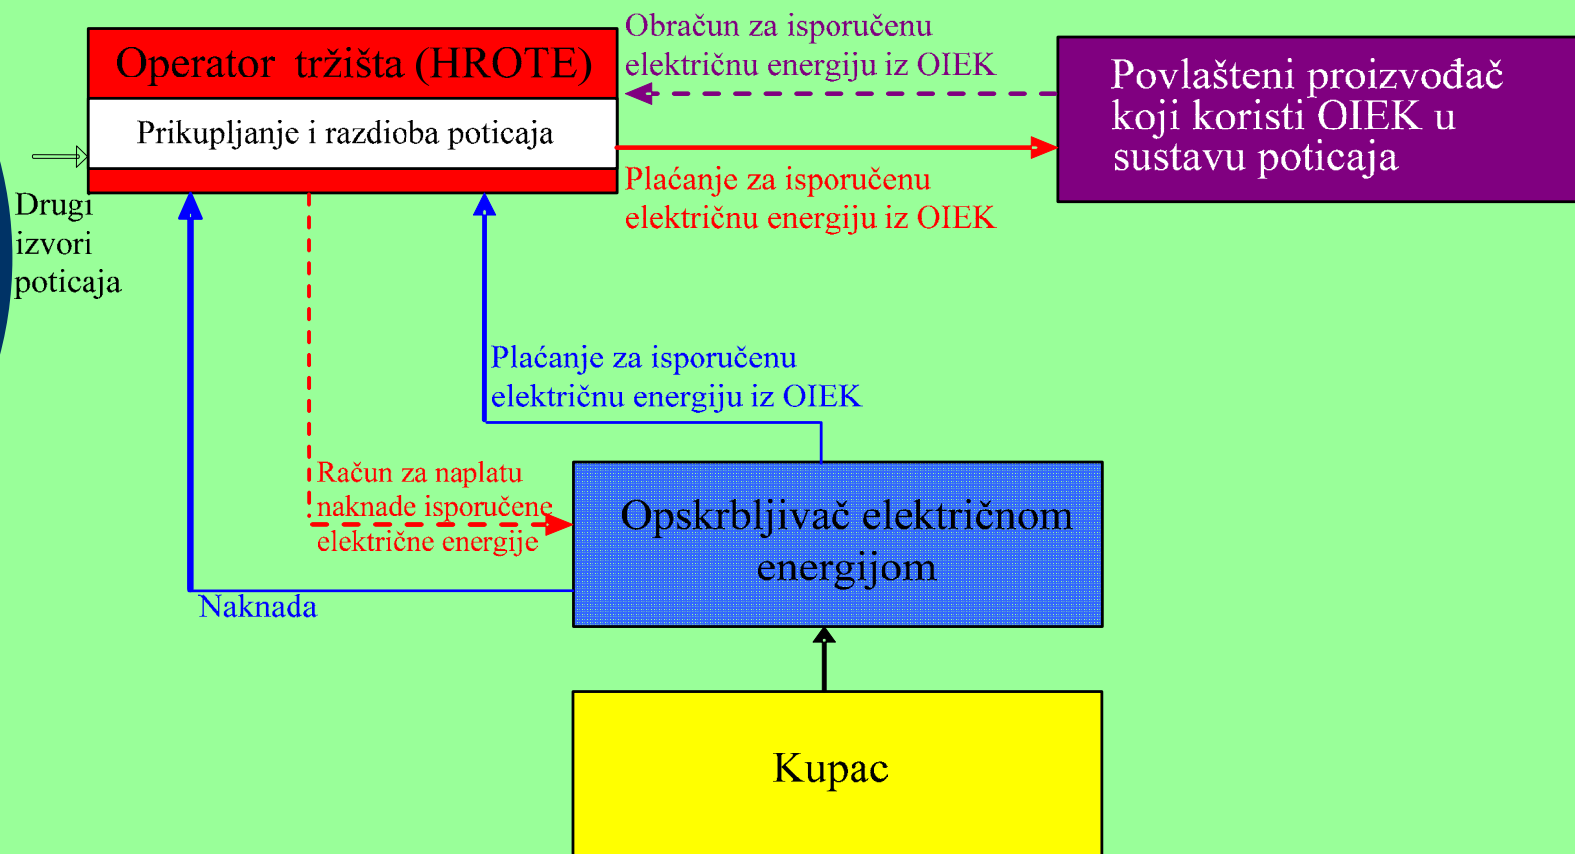 Operator tržišta (HROTE)
Prikupljanje i razdioba poticaja
Drugi
izvori
poticaja
Obračun za isporučenu
električnu energiju iz OIEK
Plaćanje za isporučenu
električnu energiju iz OIEK
Povlašteni proizvođač
koji koristi OIEK u
sustavu poticaja
Plaćanje za isporučenu
električnu energiju iz OIEK
Račun za naplatu
naknade isporučene
električne energije
Naknada
Opskrbljivač električnom
energijom
Kupac